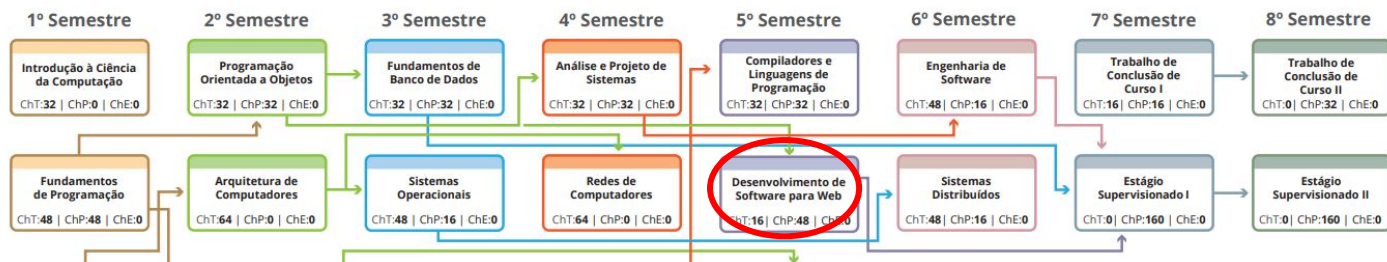 1º Semestre
2º Semestre
3º Semestre
4º Semestre
5º Semestre
6º Semestre
7º Semestre
8º Semestre
Introdução à Ciência
da Computação
ChT:32 | ChP:0 | ChE:0
Programação
Orientada a Objetos
ChT:32 | ChP:32 | ChE:0
Fundamentos de
Banco de Dados
ChT:32 | ChP:32 | ChE:0
Análise e Projeto de
Sistemas
ChT:32 | ChP:32 | ChE:0
Compiladores e
Linguagens de
Programação
ChT:32| ChP:32 | ChE:0
Engenharia de
Software
ChT:48 | ChP:16 | ChE:0
Trabalho de
Conclusão de
Curso I
ChT:16| ChP:16 | ChE:0
Trabalho de
Conclusão de
Curso II
ChT:0| ChP:32 | ChE:0
Fundamentos
de Programação
ChT:48 | ChP:48 | ChE:0
Arquitetura de
Computadores
ChT:64 | ChP:0 | ChE:0
Sistemas
Operacionais
ChT:48 | ChP:16 | ChE:0
Redes de
Computadores
ChT:64 | ChP:0 | ChE:0
Desenvolvimento de
Software para Web
ChT:16| ChP:48 | ChE:0
Sistemas
Distribuídos
ChT:48 | ChP:16 | ChE:0
Estágio
Supervisionado I
ChT:0| ChP:160 | ChE:0
Estágio
Supervisionado II
ChT:0| ChP:160 | ChE:0